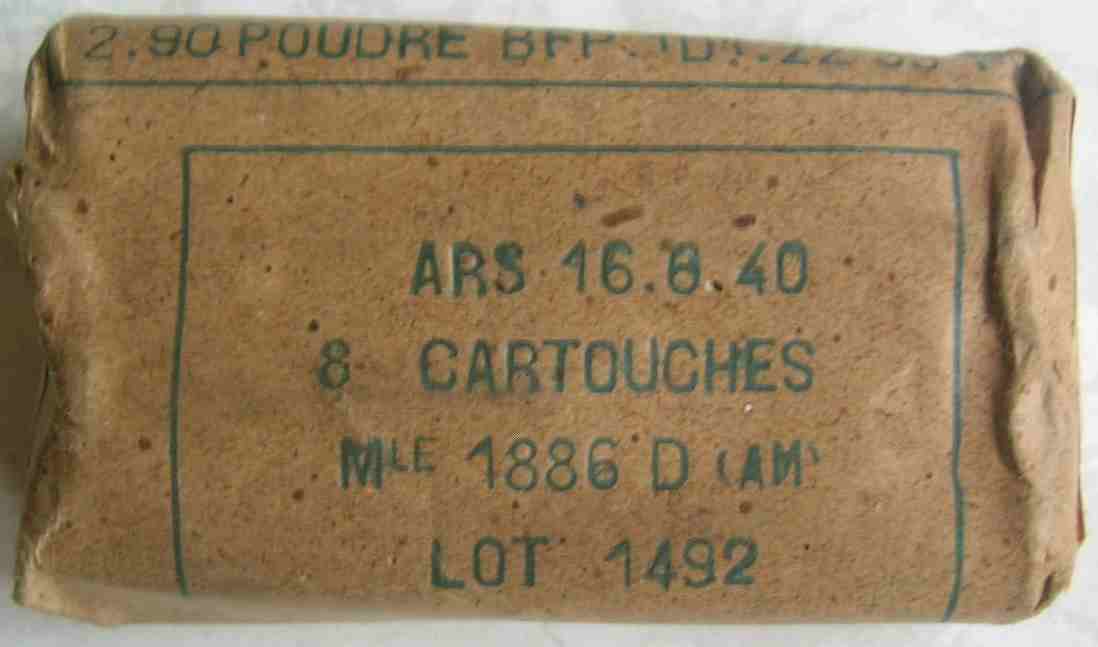 2.90 POUDRE BFP
ARS 16.8.40
8 CARTOUCHES
MLE 1886 D (AM)
LOT 1492